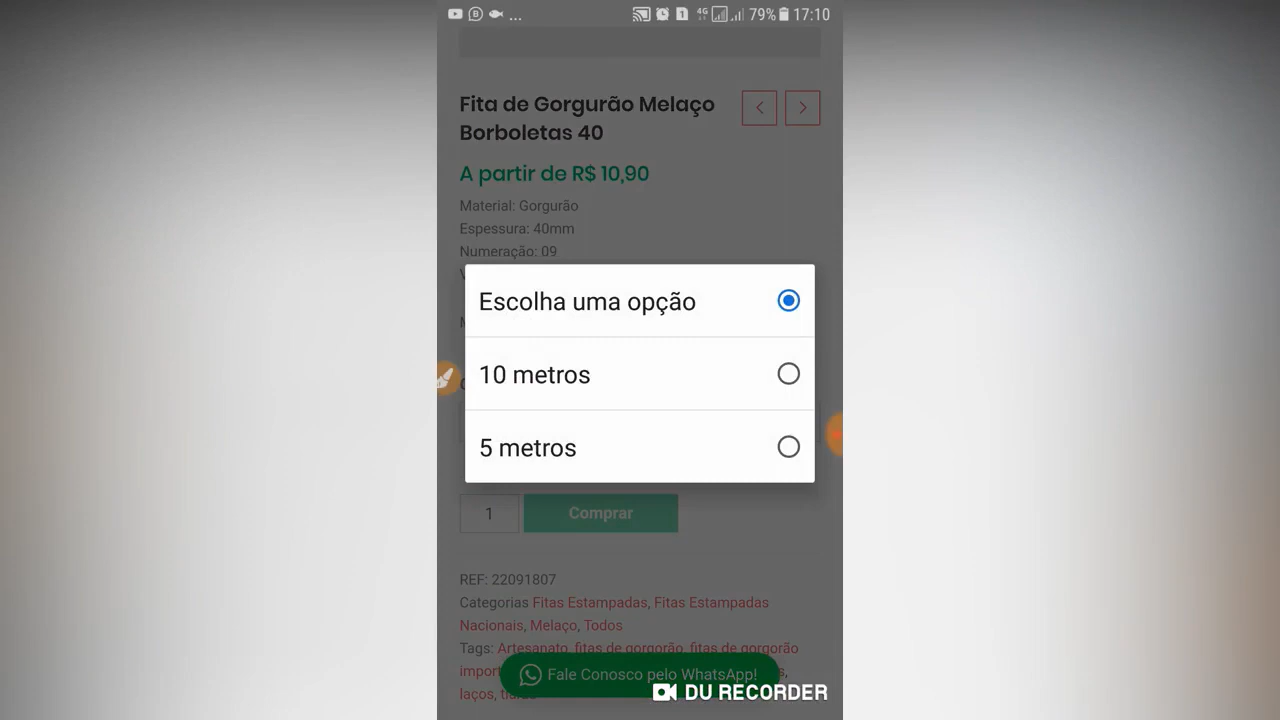 ... 4G 79% 17:10
Fita de Gorgurão Melaço
Borboletas 40
A partir de R$ 10,90
Material: Gorgurão
Espessura: 40mm
Numeração: 09
Escolha uma opção
10 metros
5 metros
1 Comprar
REF: 22091807
Categorias Fitas Estampadas, Fitas Estampadas
Nacionais, Melaço, Todos
Tags: Artesanato, fitas de gorgorão, fitas de gorgorão
Fale Conosco pelo WhatsApp!
laços,
DU RECORDER